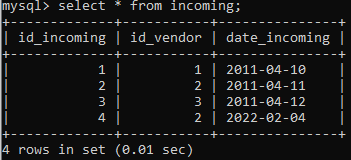 mysql> select * from incoming;
+-------------+-----------+---------------+
| id_incoming | id_vendor | date_incoming |
+-------------+-----------+---------------+
|           1 |         1 | 2011-04-10    |
|           2 |         2 | 2011-04-11    |
|           3 |         3 | 2011-04-12    |
|           4 |         2 | 2022-02-04    |
+-------------+-----------+---------------+
4 rows in set (0.01 sec)